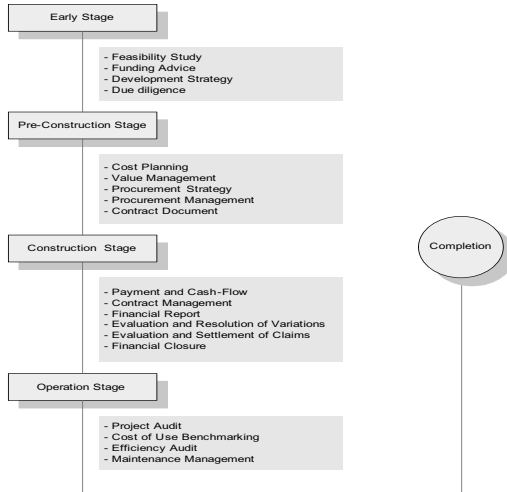 Early Stage
- Feasibility Study
- Funding Advice
- Development Strategy
- Due diligence
Pre-Construction Stage
- Cost Planning
- Value Management
- Procurement Strategy
- Procurement Management
- Contract Document
Construction Stage
Completion
- Payment and Cash-Flow
- Contract Management
- Financial Report
- Evaluation and Resolution of Variations
- Evaluation and Settlement of Claims
- Financial Closure
Operation Stage
- Project Audit
- Cost of Use Benchmarking
- Efficiency Audit
- Maintenance Management